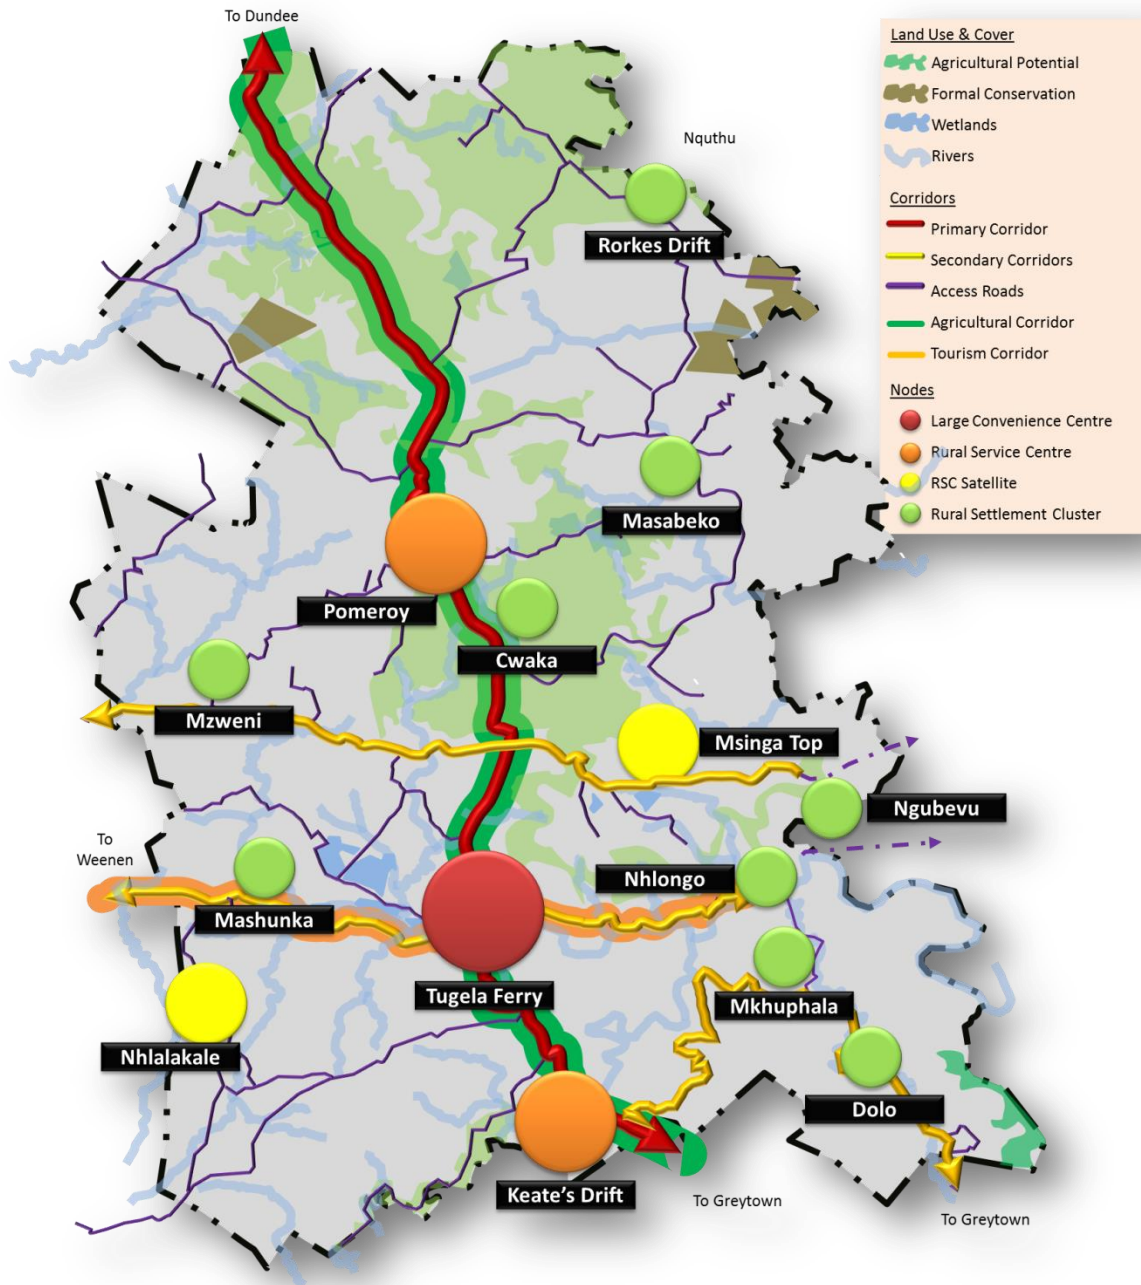 To Dundee
Land Use & Cover
Agricultural Potential
Formal Conservation
Wetlands
Rivers
Corridors
Primary Corridor
Secondary Corridors
Access Roads
Agricultural Corridor
Tourism Corridor
Nodes
Large Convenience Centre
Rural Service Centre
RSC Satellite
Rural Settlement Cluster
Nquthu
Rorkes Drift
Masabeko
Pomeroy
Cwaka
Mzweni
Msinga Top
Ngubevu
To
Weenen
Nhlongo
Mashunka
Tugela Ferry
Mkhuphala
Nhlalakale
Dolo
Keate's Drift
To Greytown
To Greytown